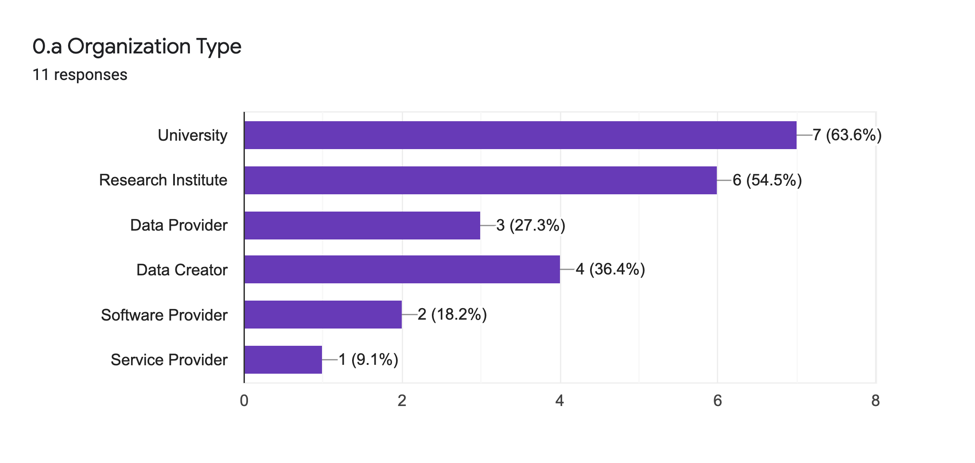 0.a Organization Type
11 responses
University 7 (63.6%)
Research Institute 6 (54.5%)
Data Provider 3 (27.3%)
Data Creator 4 (36.4%)
Software Provider 2 (18.2%)
Service Provider 1 (9.1%)
0 2 4 6 8